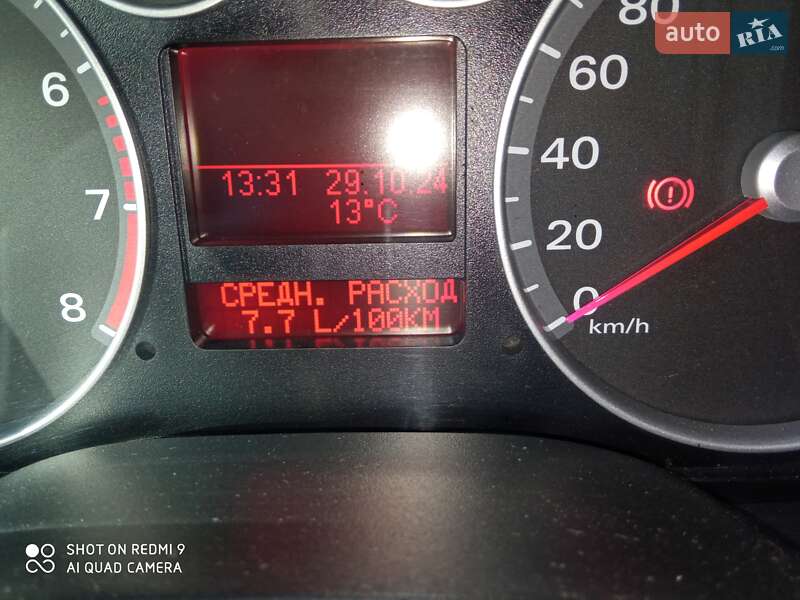 80
auto RIA.com
60
6
40
13:31 29.10.24
13°C
7
20
СРЕДН. РАСХОД
7.7 L/100KM
8
0
km/h
SHOT ON REDMI 9
AI QUAD CAMERA